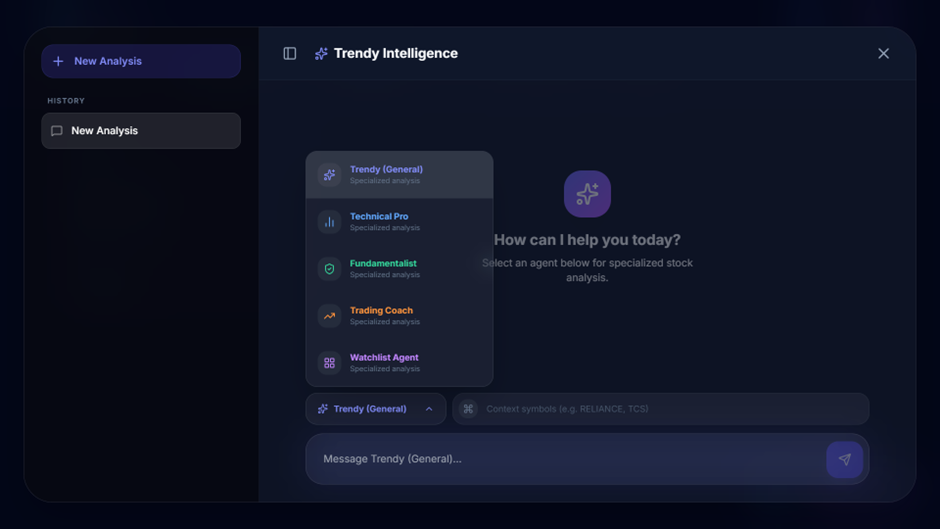 New Analysis
HISTORY
New Analysis
Trendy Intelligence
Trendy (General)
Specialized analysis
Technical Pro
Specialized analysis
Fundamentalist
Specialized analysis
Trading Coach
Specialized analysis
Watchlist Agent
Specialized analysis
How can I help you today?
Select an agent below for specialized stock
analysis.
Trendy (General)
Context symbols (e.g. RELIANCE, TCS)
Message Trendy (General)...